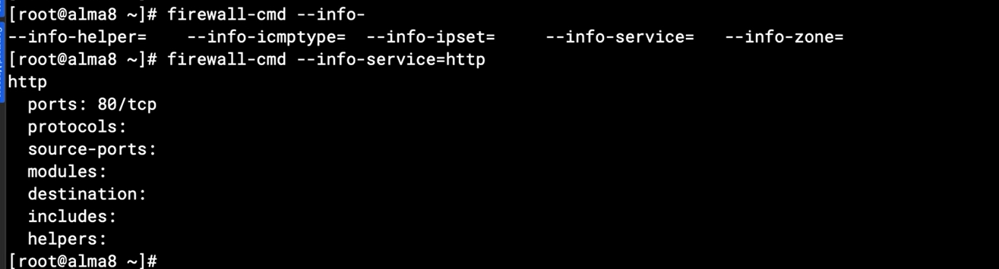 [root@alma8 ~]# firewall-cmd --info-
--info-helper=    --info-icmptype=  --info-ipset=     --info-service=   --info-zone=
[root@alma8 ~]# firewall-cmd --info-service=http
http
  ports: 80/tcp
  protocols:
  source-ports:
  modules:
  destination:
  includes:
  helpers:
[root@alma8 ~]#